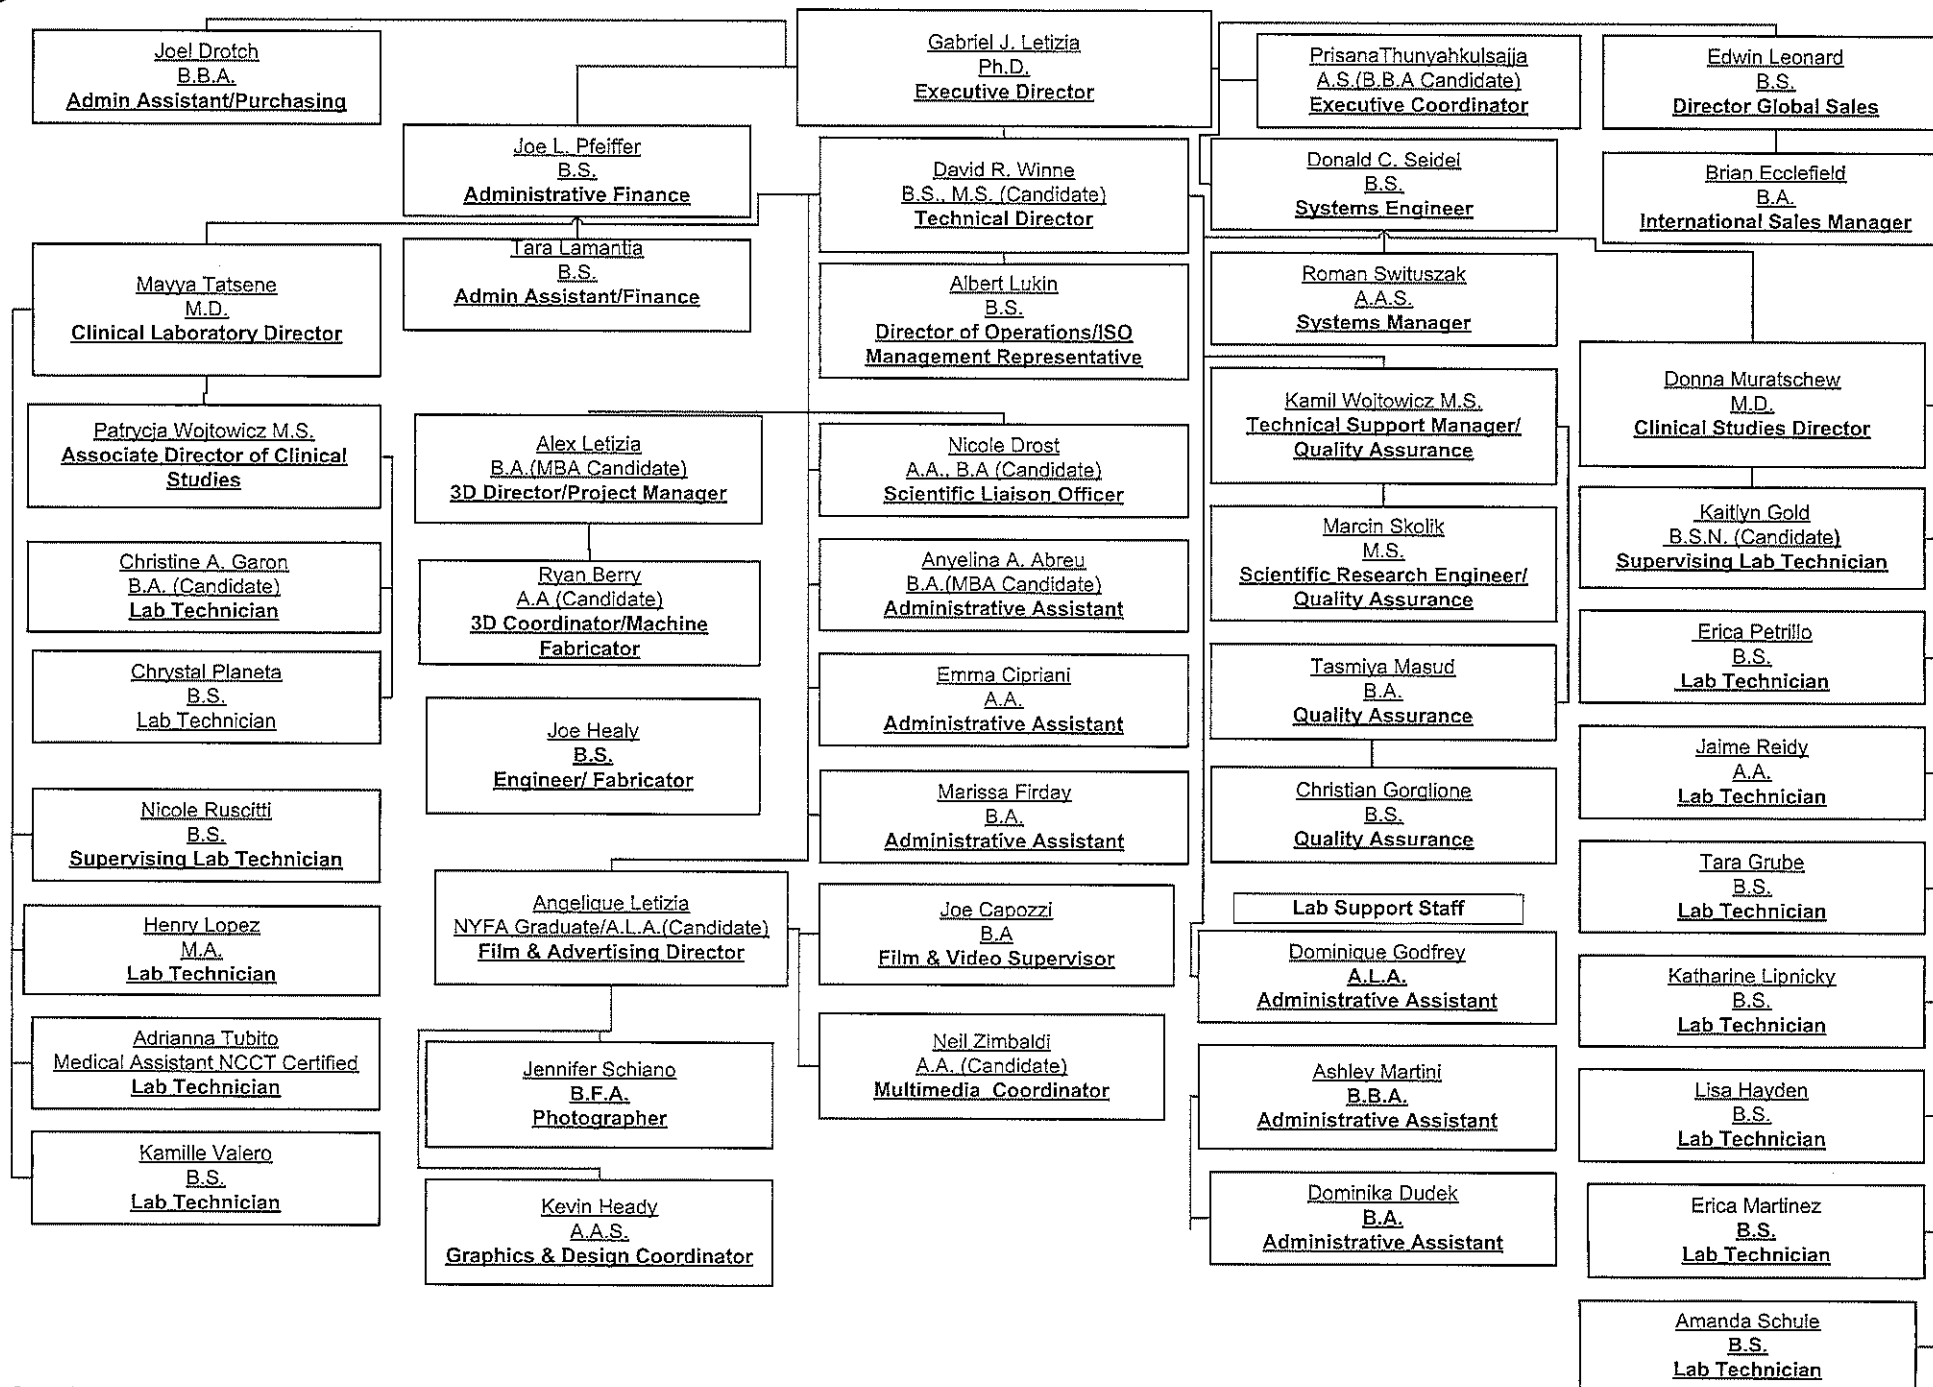 Joel Drotch
B.B.A.
Admin Assistant/Purchasing
Gabriel J. Letizia
Ph.D.
Executive Director
PrisanaThunyahkulsajja
A.S.(B.B.A Candidate)
Executive Coordinator
Edwin Leonard
B.S.
Director Global Sales
Joe L. Pfeiffer
B.S.
Administrative Finance
David R. Winne
B.S., M.S. (Candidate)
Technical Director
Donald C. Seidel
B.S.
Systems Engineer
Brian Ecclefield
B.A.
International Sales Manager
Mayya Tatsene
M.D.
Clinical Laboratory Director
Tara Lamantia
B.S.
Admin Assistant/Finance
Albert Lukin
B.S.
Director of Operations/ISO
Management Representative
Roman Swituszak
A.A.S.
Systems Manager
Donna Muratschew
M.D.
Clinical Studies Director
Patrycja Wojtowicz M.S.
Associate Director of Clinical
Studies
Alex Letizia
B.A.(MBA Candidate)
3D Director/Project Manager
Nicole Drost
A.A., B.A (Candidate)
Scientific Liaison Officer
Kamil Wojtowicz M.S.
Technical Support Manager/
Quality Assurance
Kaitlyn Gold
B.S.N. (Candidate)
Supervising Lab Technician
Christine A. Garon
B.A. (Candidate)
Lab Technician
Ryan Berry
A.A (Candidate)
3D Coordinator/Machine
Fabricator
Anyelina A. Abreu
B.A.(MBA Candidate)
Administrative Assistant
Marcin Skolik
M.S.
Scientific Research Engineer/
Quality Assurance
Erica Petrillo
B.S.
Lab Technician
Chrystal Planeta
B.S.
Lab Technician
Joe Healy
B.S.
Engineer/ Fabricator
Emma Cipriani
A.A.
Administrative Assistant
Tasmiya Masud
B.A.
Quality Assurance
Jaime Reidy
A.A.
Lab Technician
Nicole Ruscitti
B.S.
Supervising Lab Technician
Marissa Firday
B.A.
Administrative Assistant
Christian Gorglione
B.S.
Quality Assurance
Tara Grube
B.S.
Lab Technician
Henry Lopez
M.A.
Lab Technician
Angelique Letizia
NYFA Graduate/A.L.A.(Candidate)
Film & Advertising Director
Joe Capozzi
B.A
Film & Video Supervisor
Lab Support Staff
Dominique Godfrey
A.L.A.
Administrative Assistant
Katharine Lipnicky
B.S.
Lab Technician
Adrianna Tubito
Medical Assistant NCCT Certified
Lab Technician
Jennifer Schiano
B.F.A.
Photographer
Neil Zimbaldi
A.A. (Candidate)
Multimedia Coordinator
Ashley Martini
B.B.A.
Administrative Assistant
Lisa Hayden
B.S.
Lab Technician
Kamille Valero
B.S.
Lab Technician
Kevin Heady
A.A.S.
Graphics & Design Coordinator
Dominika Dudek
B.A.
Administrative Assistant
Erica Martinez
B.S.
Lab Technician
Amanda Schule
B.S.
Lab Technician